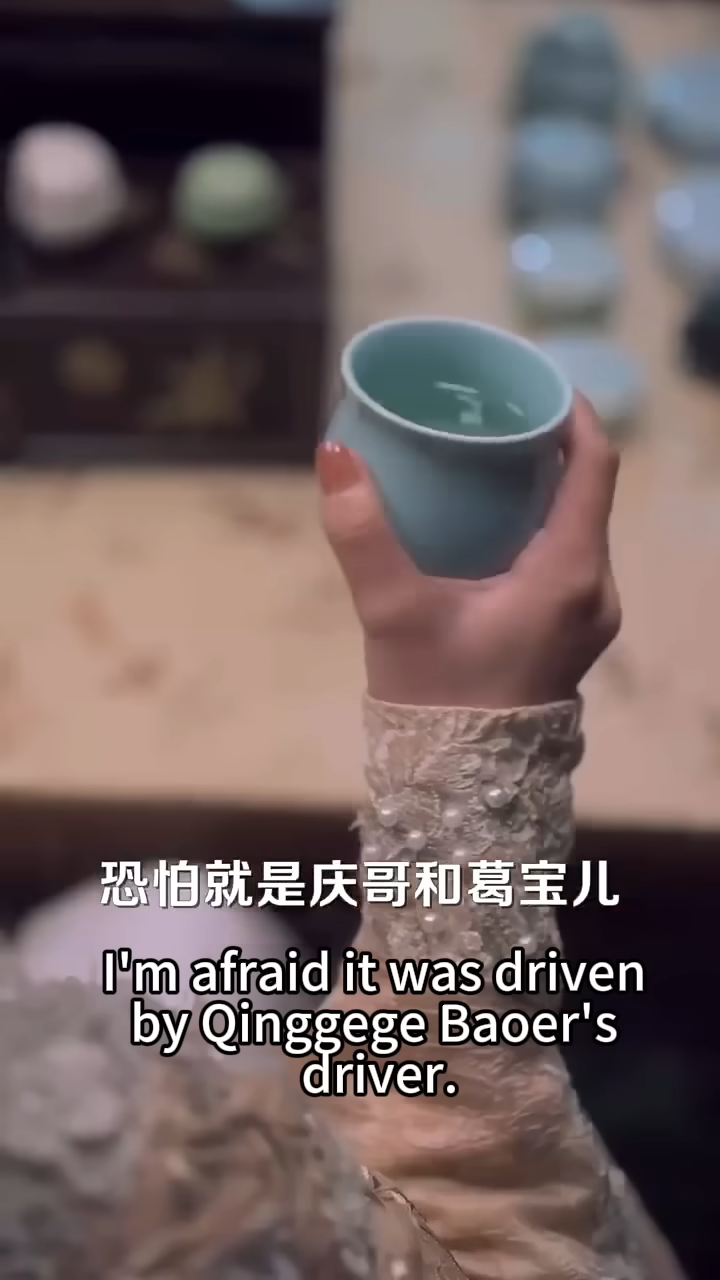 恐怕就是庆哥和葛宝儿
I'm afraid it was driven
by Qinggege Baoer's
driver.